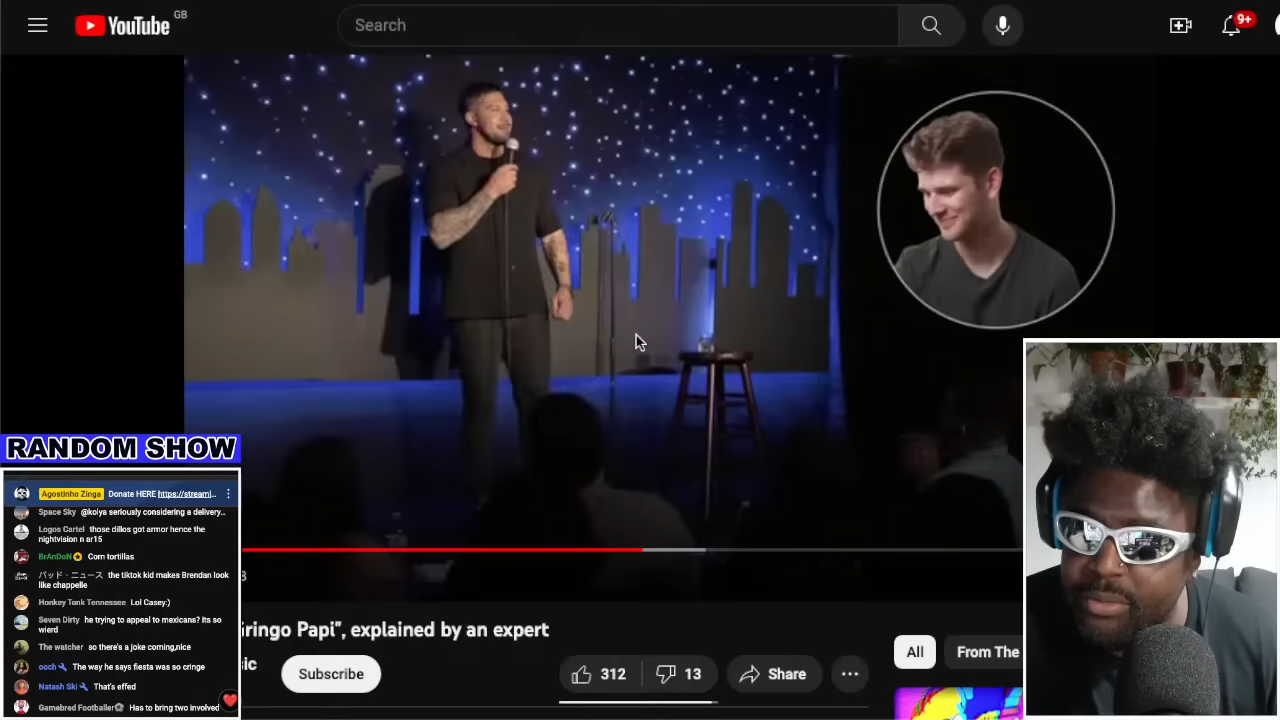 YouTube GB
Search
9+
RANDOM SHOW
Agostinho Zinga Donate HERE https://streaml...
Space Sky @koiya seriously considering a delivery...
Logos Cartel those dillos got armor hence the
nightvision n ar15
BrAnDoN Corn tortillas
バッド・ニュース the tiktok kid makes Brendan look
like chappelle
Honkey Tonk Tennessee Lol Casey:)
Seven Dirty he trying to appeal to mexicans? its so
wierd
The watcher so there's a joke coming,nice
ooch The way he says fiesta was so cringe
Natash Ski That's effed
Gamebred Footballer Has to bring two involved
Gringo Papi", explained by an expert
sic
Subscribe
312
13
Share
All
From The